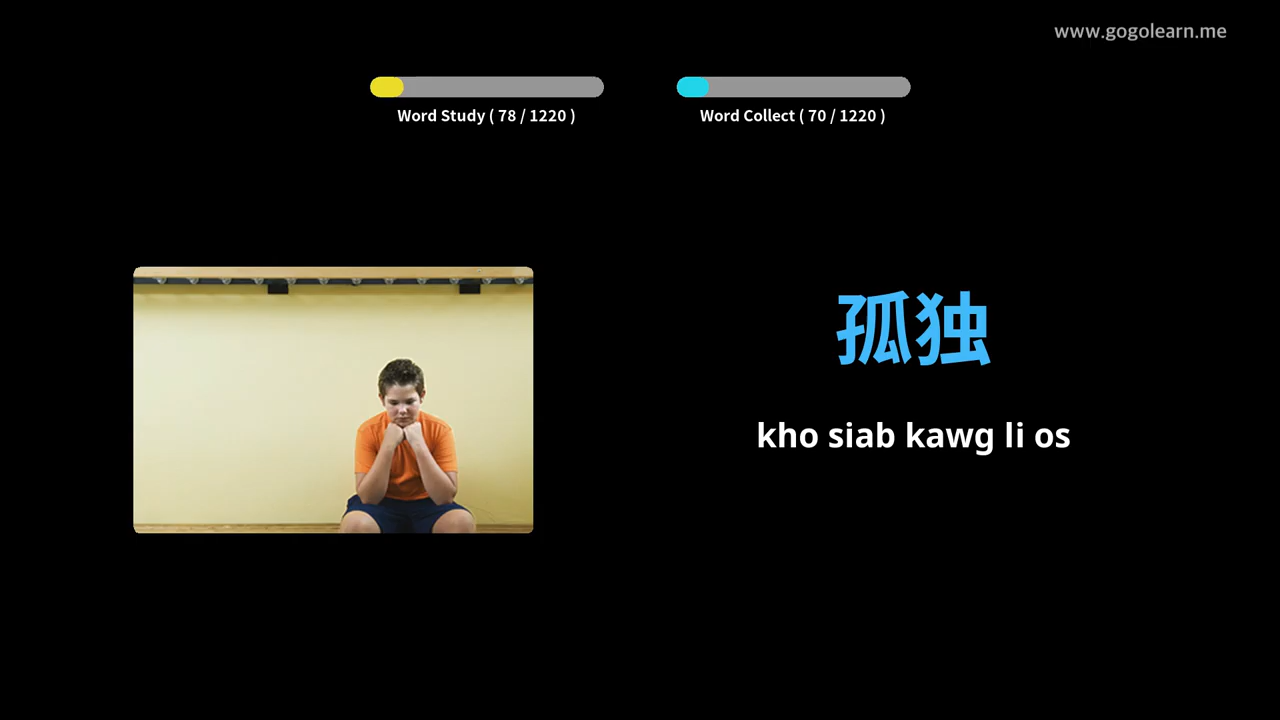 www.gogolearn.me
Word Study ( 78 / 1220 )
Word Collect ( 70 / 1220 )
孤独
kho siab kawg li os